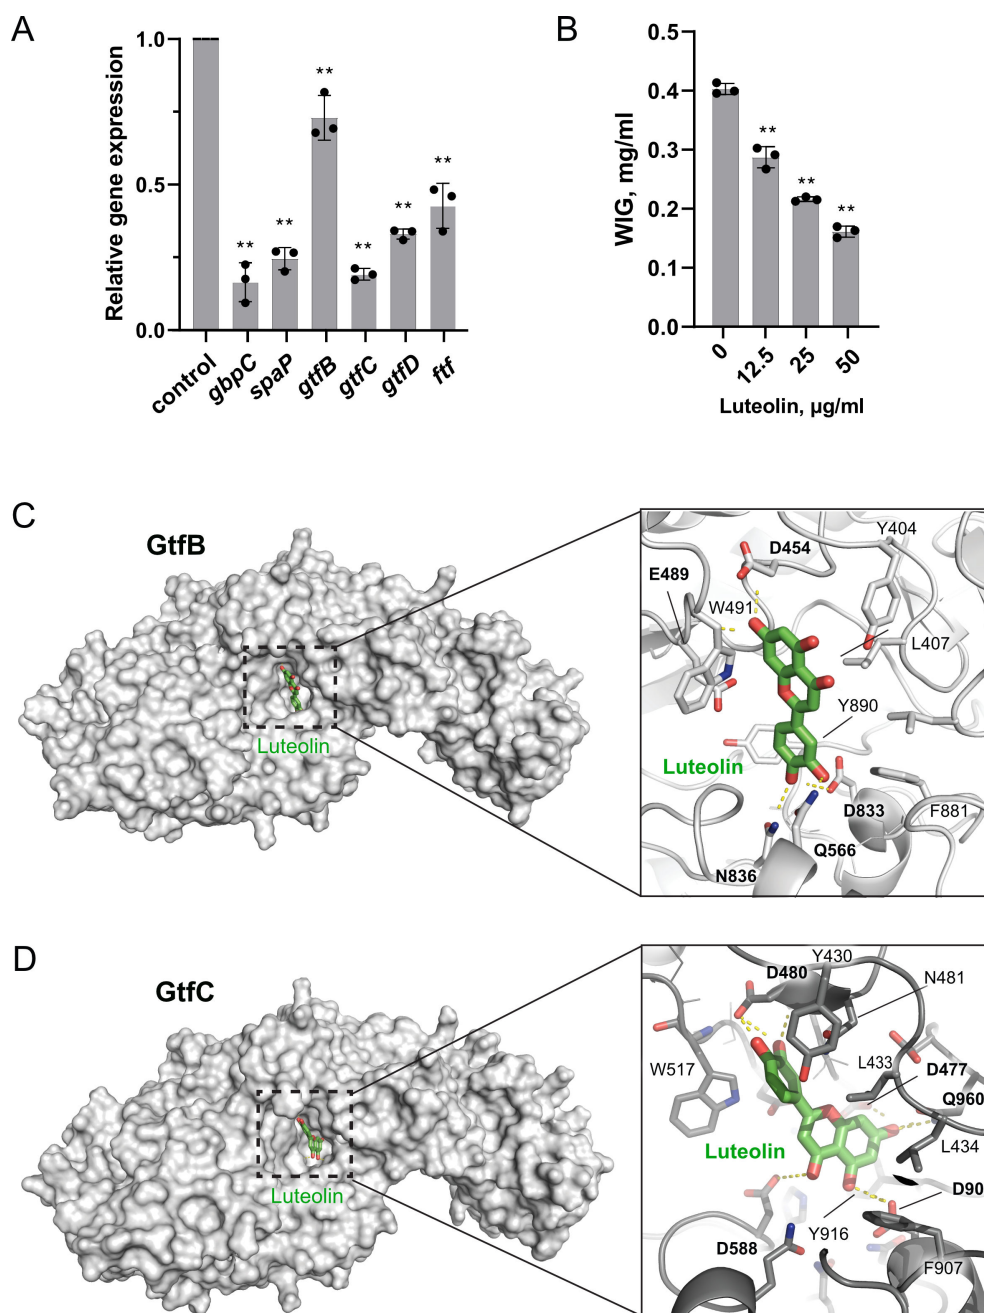 A
Relative gene expression
1.0
0.5
0.0
**
**
**
**
**
**
control
gbpC
spaP
gtfB
gtfC
gtfD
ftf
B
WIG, mg/ml
0.5
0.4
0.3
0.2
0.1
0.0
**
**
**
0
12.5
25
50
Luteolin, µg/ml
C
GtfB
Luteolin
Y404
D454
E489
W491
L407
Y890
Luteolin
D833
F881
Q566
N836
D
GtfC
Luteolin
Y430
D480
N481
L433
D477
W517
Q960
L434
Luteolin
D90
Y916
D588
F907